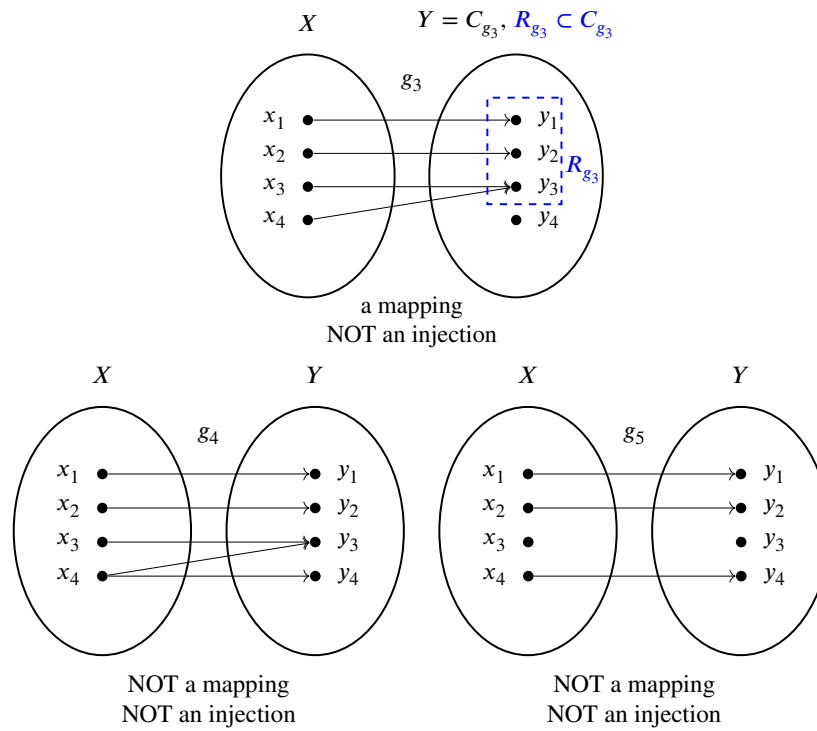 X
Y = C_{g_3}, R_{g_3} ⊂ C_{g_3}
g_3
x_1
y_1
x_2
y_2
R_{g_3}
x_3
y_3
x_4
y_4
a mapping
NOT an injection
X
Y
g_4
x_1
y_1
x_2
y_2
x_3
y_3
x_4
y_4
NOT a mapping
NOT an injection
X
Y
g_5
x_1
y_1
x_2
y_2
x_3
y_3
x_4
y_4
NOT a mapping
NOT an injection